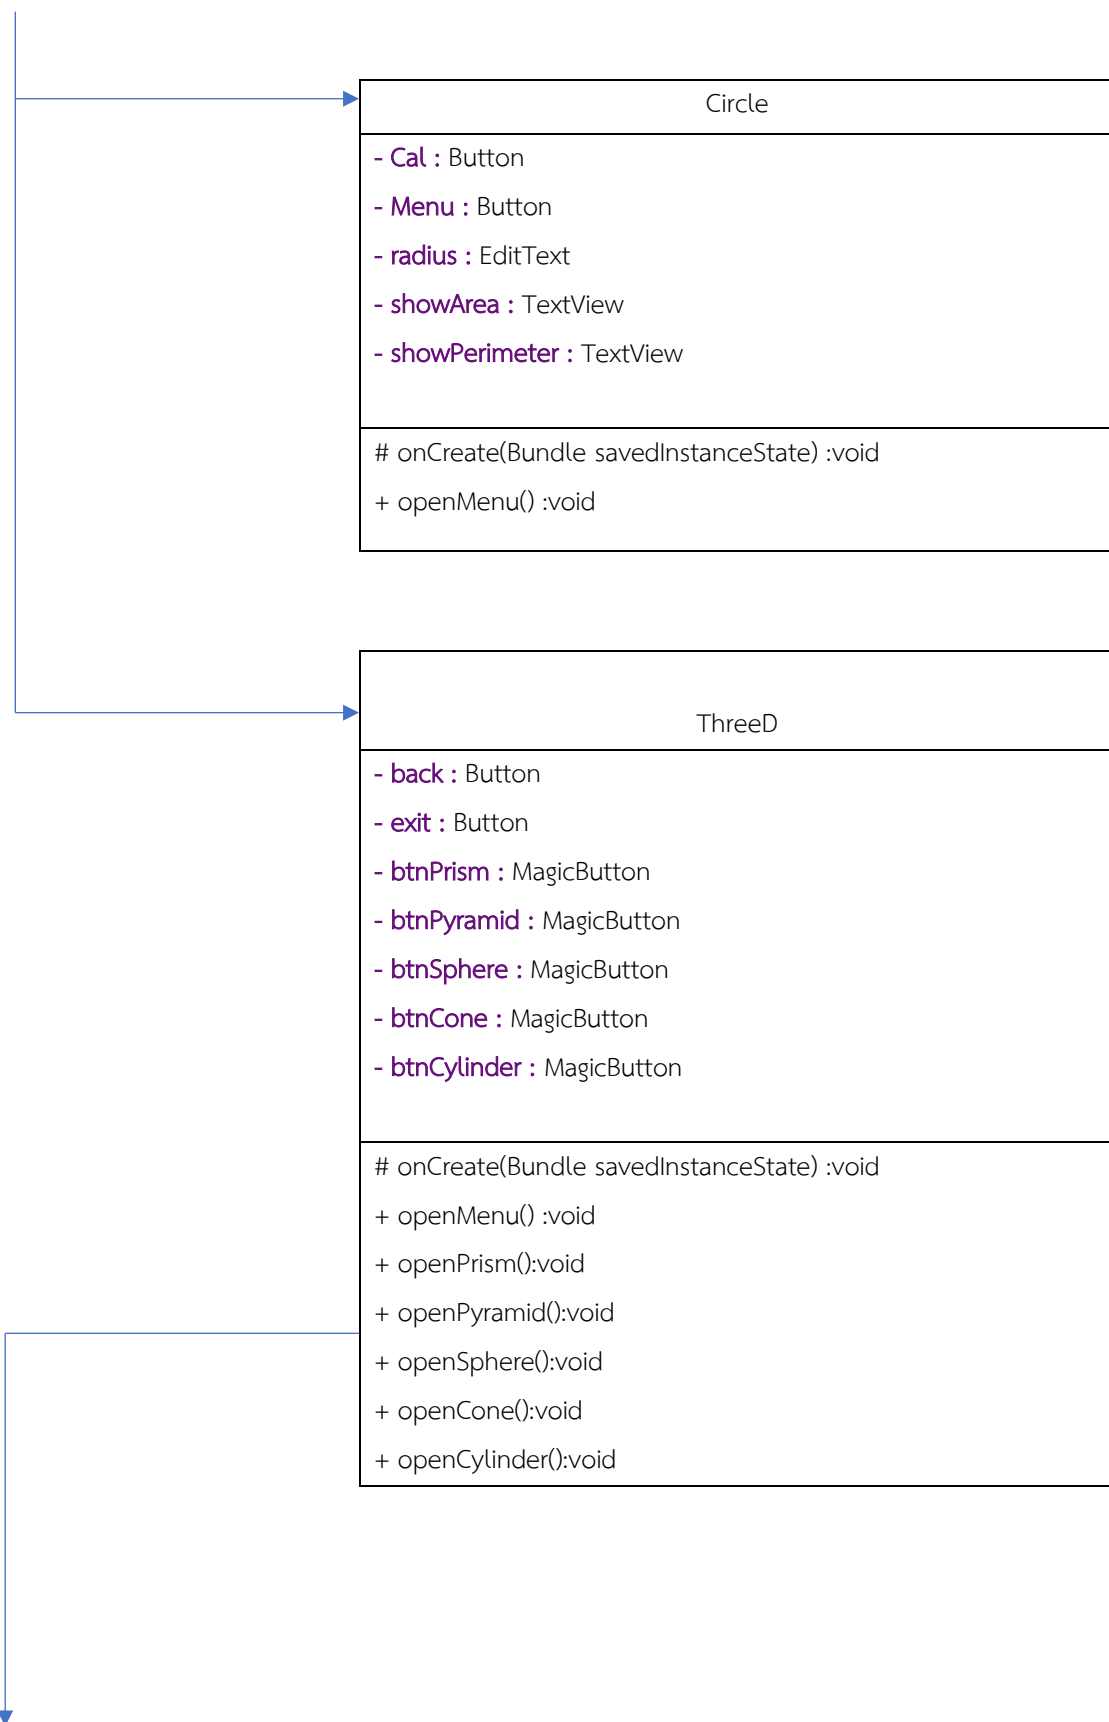 Circle
- Cal : Button
- Menu : Button
- radius : EditText
- showArea : TextView
- showPerimeter : TextView
# onCreate(Bundle savedInstanceState) :void
+ openMenu() :void
ThreeD
- back : Button
- exit : Button
- btnPrism : MagicButton
- btnPyramid : MagicButton
- btnSphere : MagicButton
- btnCone : MagicButton
- btnCylinder : MagicButton
# onCreate(Bundle savedInstanceState) :void
+ openMenu() :void
+ openPrism():void
+ openPyramid():void
+ openSphere():void
+ openCone():void
+ openCylinder():void